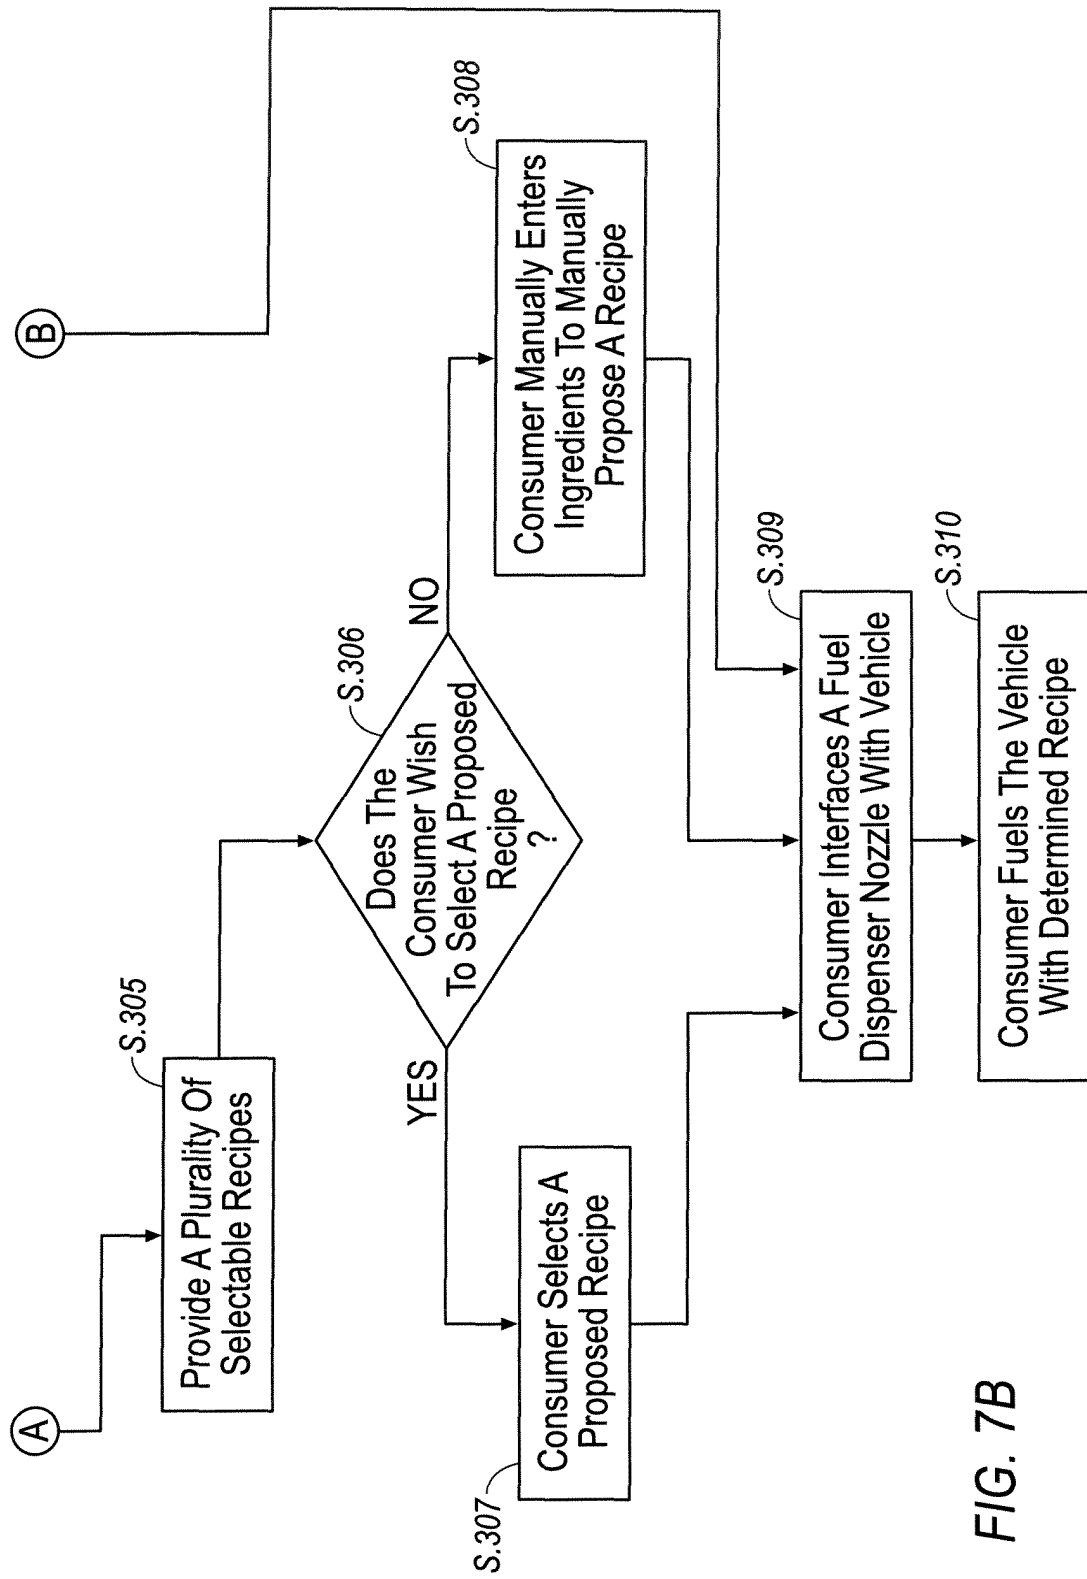 A
B
S.305
Provide A Plurality Of
Selectable Recipes
S.306
Does The
Consumer Wish
To Select A Proposed
Recipe
?
YES
NO
S.307
Consumer Selects A
Proposed Recipe
S.308
Consumer Manually Enters
Ingredients To Manually
Propose A Recipe
S.309
Consumer Interfaces A Fuel
Dispenser Nozzle With Vehicle
S.310
Consumer Fuels The Vehicle
With Determined Recipe
FIG. 7B